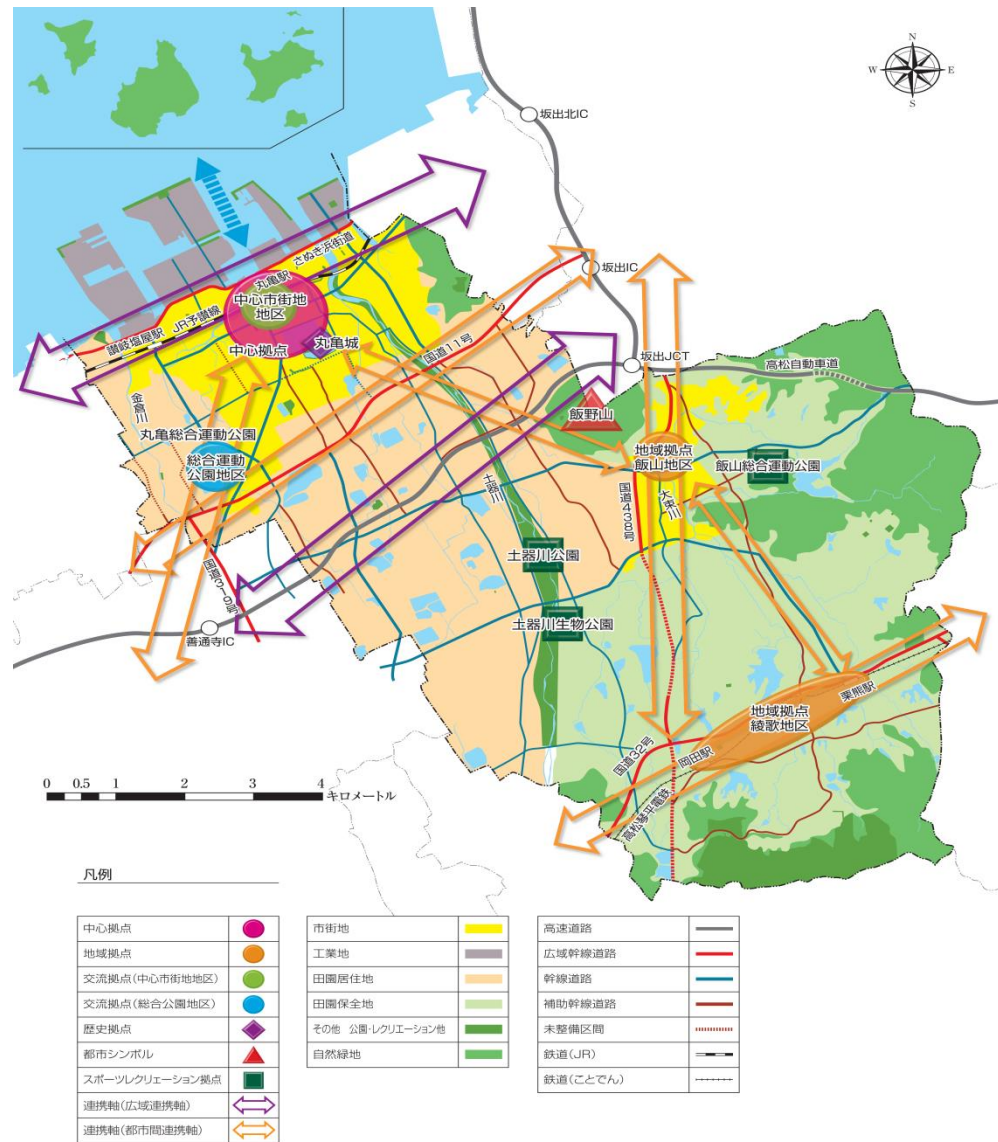 N
W
E
S
坂出北IC
坂出IC
坂出JCT
高松自動車道
さぬき浜街道
丸亀駅
中心市街地
地区
JR予讃線
讃岐塩屋駅
中心拠点
丸亀城
国道11号
金倉川
丸亀総合運動公園
総合運動
公園地区
飯野山
地域拠点
飯山地区
飯山総合運動公園
土器川
国道438号
大束川
土器川公園
国道319号
善通寺IC
土器川生物公園
栗熊駅
地域拠点
綾歌地区
岡田駅
国道32号
高松琴平電鉄
0 0.5 1 2 3 4
キロメートル
凡例
中心拠点
地域拠点
交流拠点(中心市街地地区)
交流拠点(総合公園地区)
歴史拠点
都市シンボル
スポーツレクリェーション拠点
連携軸(広域連携軸)
連携軸(都市間連携軸)
市街地
工業地
田園居住地
田園保全地
その他 公園・レクリエーション他
自然緑地
高速道路
広域幹線道路
幹線道路
補助幹線道路
未整備区間
鉄道(JR)
鉄道(ことでん)